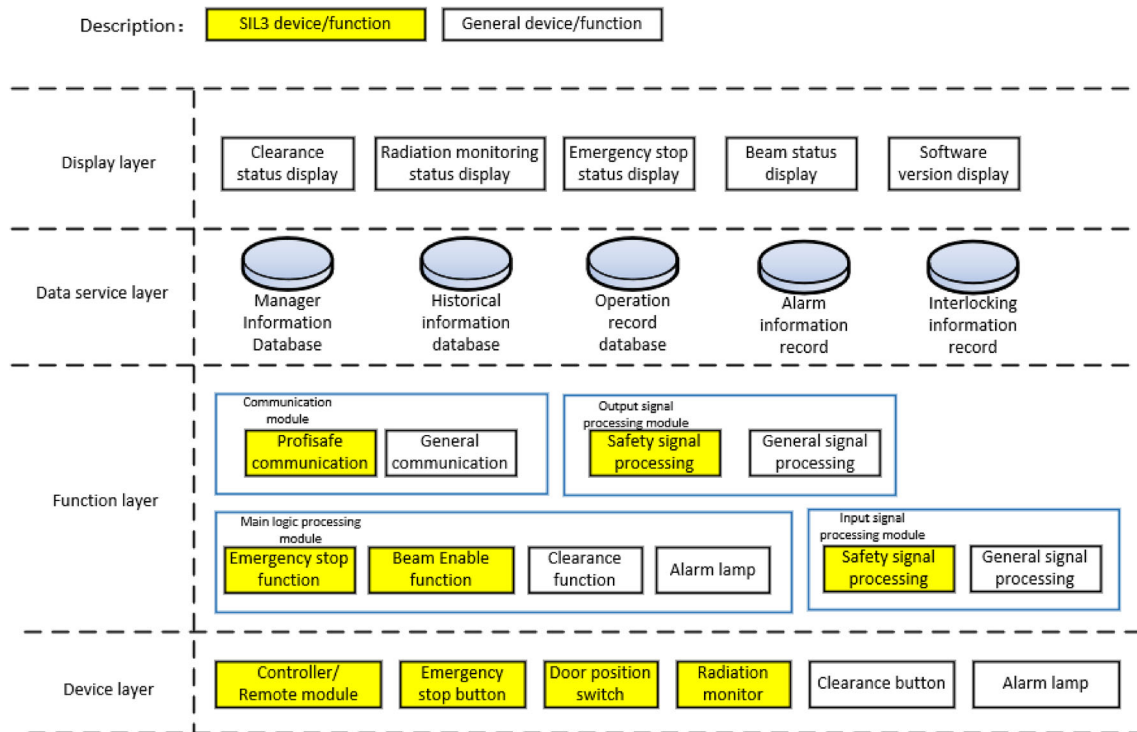 Description：
SIL3 device/function
General device/function
Display layer
Clearance
status display
Radiation monitoring
status display
Emergency stop
status display
Beam status
display
Software
version display
Data service layer
Manager
Information
Database
Historical
information
database
Operation
record
database
Alarm
information
record
Interlocking
information
record
Function layer
Communication
module
Profisafe
communication
General
communication
Output signal
processing module
Safety signal
processing
General signal
processing
Main logic processing
module
Emergency stop
function
Beam Enable
function
Clearance
function
Alarm lamp
Input signal
processing module
Safety signal
processing
General signal
processing
Device layer
Controller/
Remote module
Emergency
stop button
Door position
switch
Radiation
monitor
Clearance button
Alarm lamp